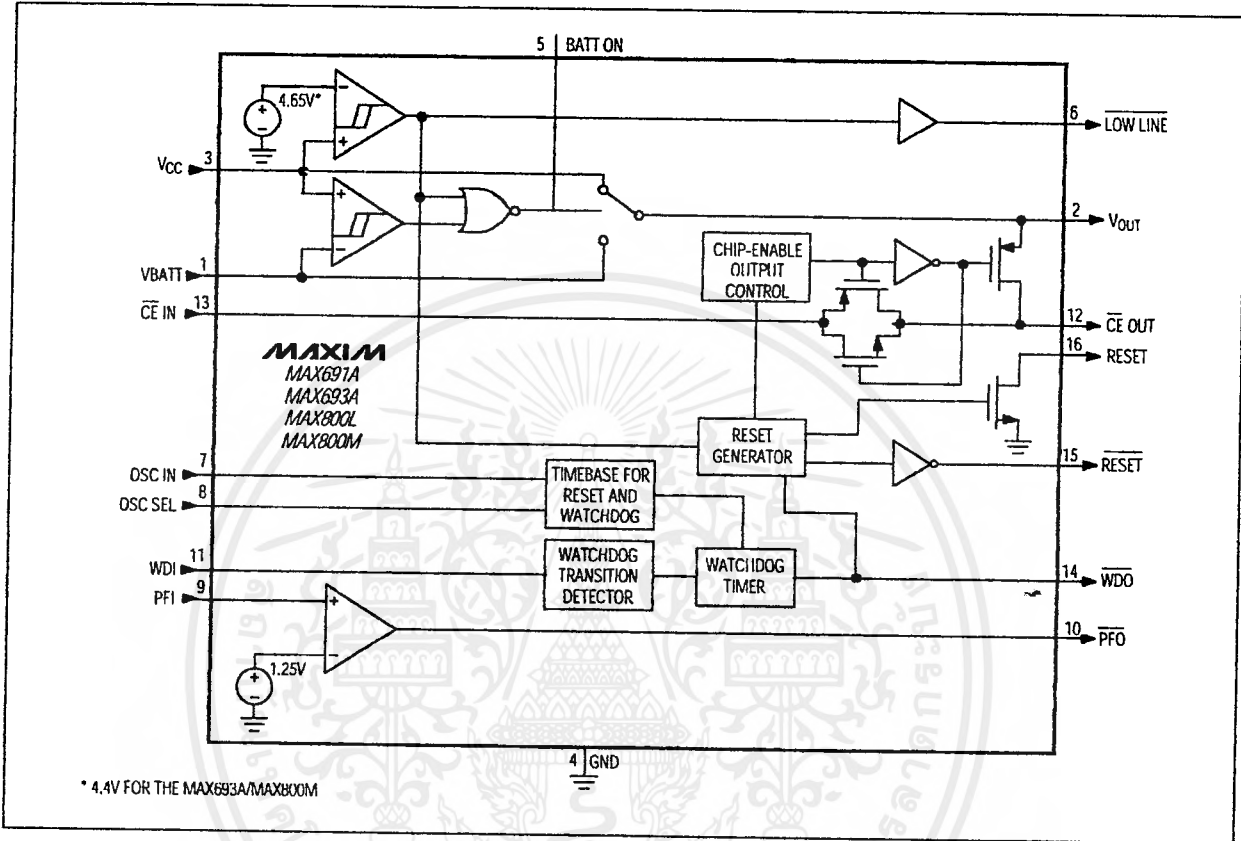 5 BATT ON
4.65V*
6 LOW LINE
VCC 3
2 VOUT
CHIP-ENABLE
OUTPUT
CONTROL
VBATT 1
CE IN 13
12 CE OUT
MAXIM
MAX691A
MAX693A
MAX800L
MAX800M
16 RESET
RESET
GENERATOR
15 RESET
OSC IN 7
OSC SEL 8
TIMEBASE FOR
RESET AND
WATCHDOG
WDI 11
WATCHDOG
TRANSITION
DETECTOR
WATCHDOG
TIMER
14 WDO
PFI 9
10 PFO
1.25V
4 GND
* 4.4V FOR THE MAX693A/MAX800M